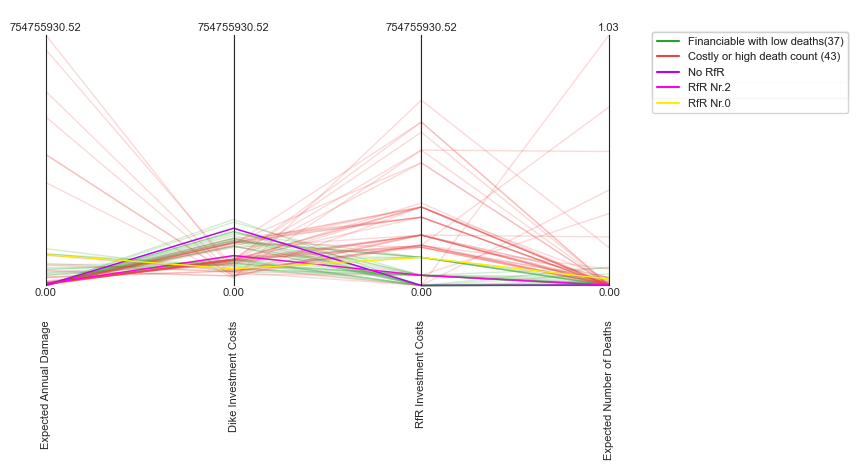 754755930.52 754755930.52 754755930.52 1.03
Financiable with low deaths(37)
Costly or high death count (43)
No RfR
RfR Nr.2
RfR Nr.0
0.00 0.00 0.00 0.00
Expected Annual Damage
Dike Investment Costs
RfR Investment Costs
Expected Number of Deaths